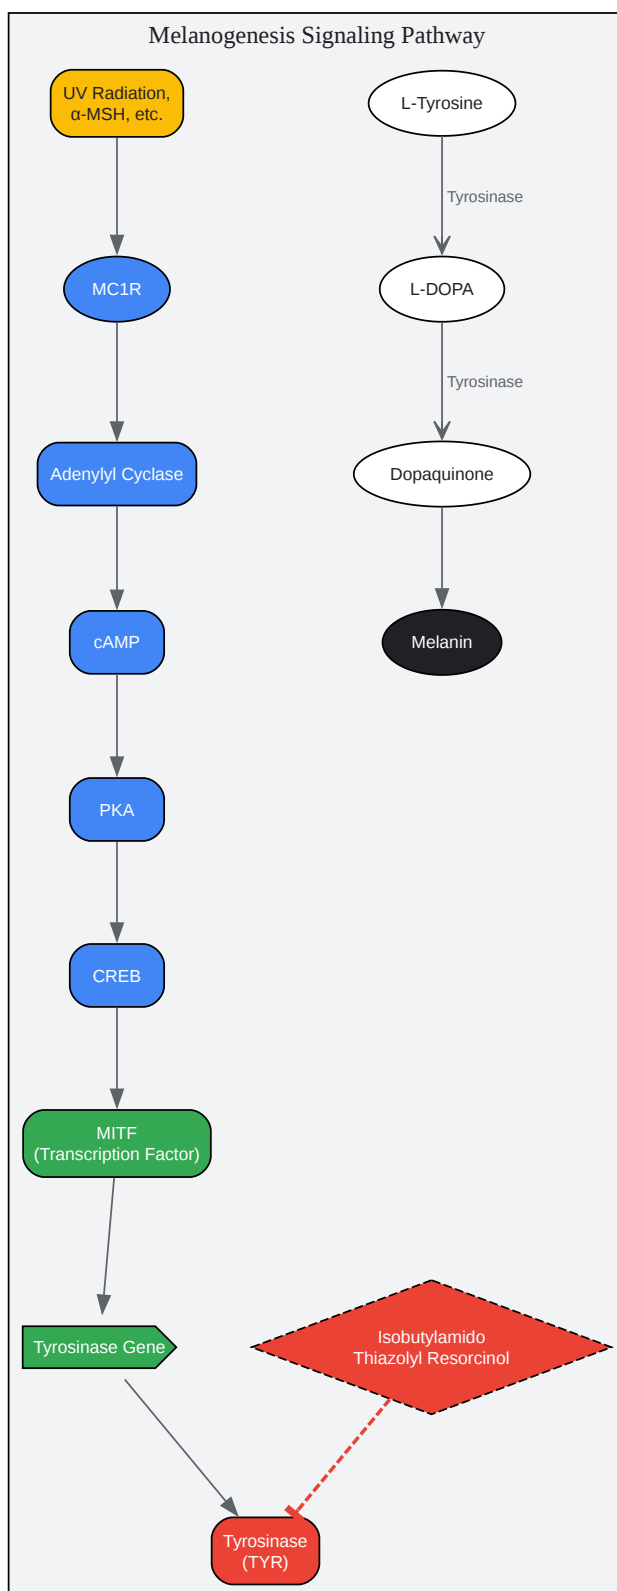 Melanogenesis Signaling Pathway
UV Radiation,
α-MSH, etc.
MC1R
Adenylyl Cyclase
cAMP
PKA
CREB
MITF
(Transcription Factor)
Tyrosinase Gene
Isobutylamido
Thiazolyl Resorcinol
Tyrosinase
(TYR)
L-Tyrosine
Tyrosinase
L-DOPA
Tyrosinase
Dopaquinone
Melanin